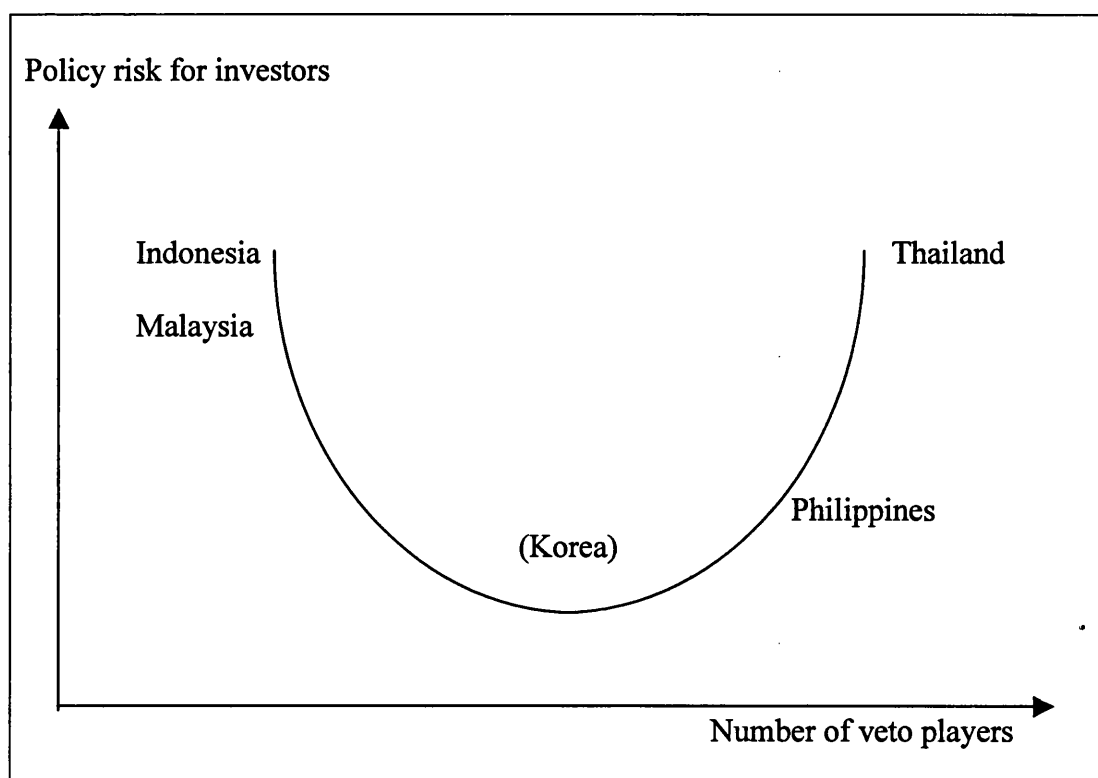 Policy risk for investors
Indonesia
Thailand
Malaysia
Philippines
(Korea)
Number of veto players